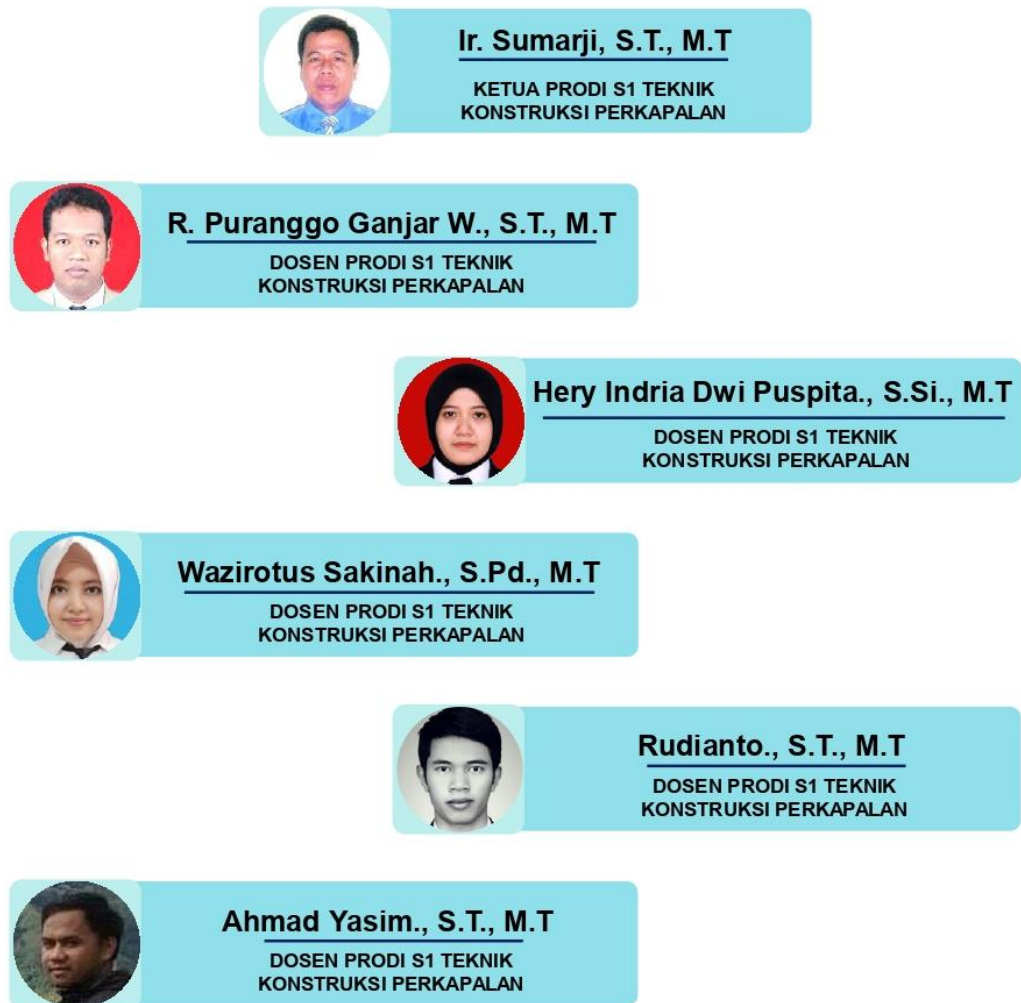 Ir. Sumarji, S.T., M.T
KETUA PRODI S1 TEKNIK
KONSTRUKSI PERKAPALAN
R. Puranggo Ganjar W., S.T., M.T
DOSEN PRODI S1 TEKNIK
KONSTRUKSI PERKAPALAN
Hery Indria Dwi Puspita., S.Si., M.T
DOSEN PRODI S1 TEKNIK
KONSTRUKSI PERKAPALAN
Wazirotus Sakinah., S.Pd., M.T
DOSEN PRODI S1 TEKNIK
KONSTRUKSI PERKAPALAN
Rudianto., S.T., M.T
DOSEN PRODI S1 TEKNIK
KONSTRUKSI PERKAPALAN
Ahmad Yasim., S.T., M.T
DOSEN PRODI S1 TEKNIK
KONSTRUKSI PERKAPALAN